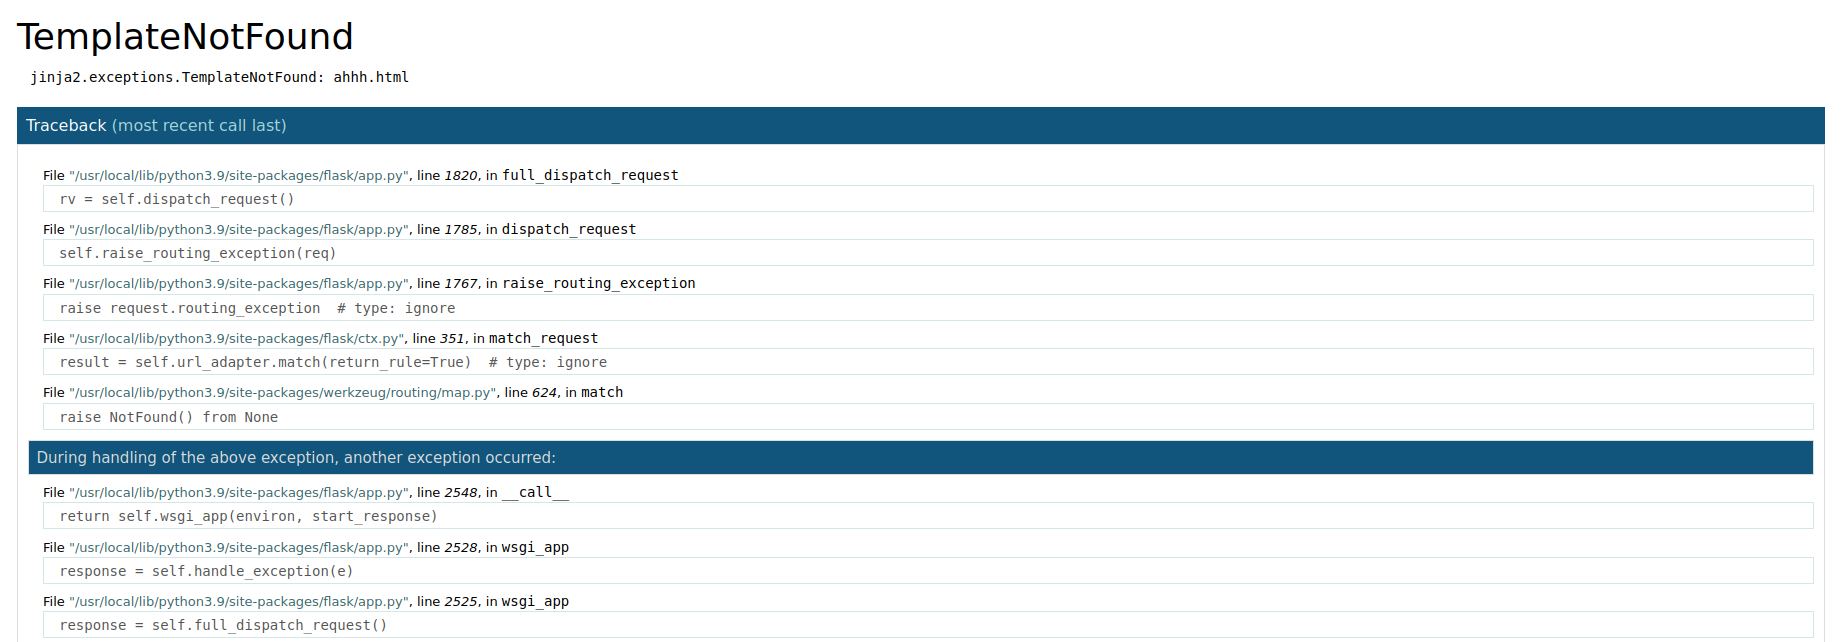 TemplateNotFound
jinja2.exceptions.TemplateNotFound: ahhh.html
Traceback (most recent call last)
File "/usr/local/lib/python3.9/site-packages/flask/app.py", line 1820, in full_dispatch_request
rv = self.dispatch_request()
File "/usr/local/lib/python3.9/site-packages/flask/app.py", line 1785, in dispatch_request
self.raise_routing_exception(req)
File "/usr/local/lib/python3.9/site-packages/flask/app.py", line 1767, in raise_routing_exception
raise request.routing_exception  # type: ignore
File "/usr/local/lib/python3.9/site-packages/flask/ctx.py", line 351, in match_request
result = self.url_adapter.match(return_rule=True)  # type: ignore
File "/usr/local/lib/python3.9/site-packages/werkzeug/routing/map.py", line 624, in match
raise NotFound() from None
During handling of the above exception, another exception occurred:
File "/usr/local/lib/python3.9/site-packages/flask/app.py", line 2548, in __call__
return self.wsgi_app(environ, start_response)
File "/usr/local/lib/python3.9/site-packages/flask/app.py", line 2528, in wsgi_app
response = self.handle_exception(e)
File "/usr/local/lib/python3.9/site-packages/flask/app.py", line 2525, in wsgi_app
response = self.full_dispatch_request()